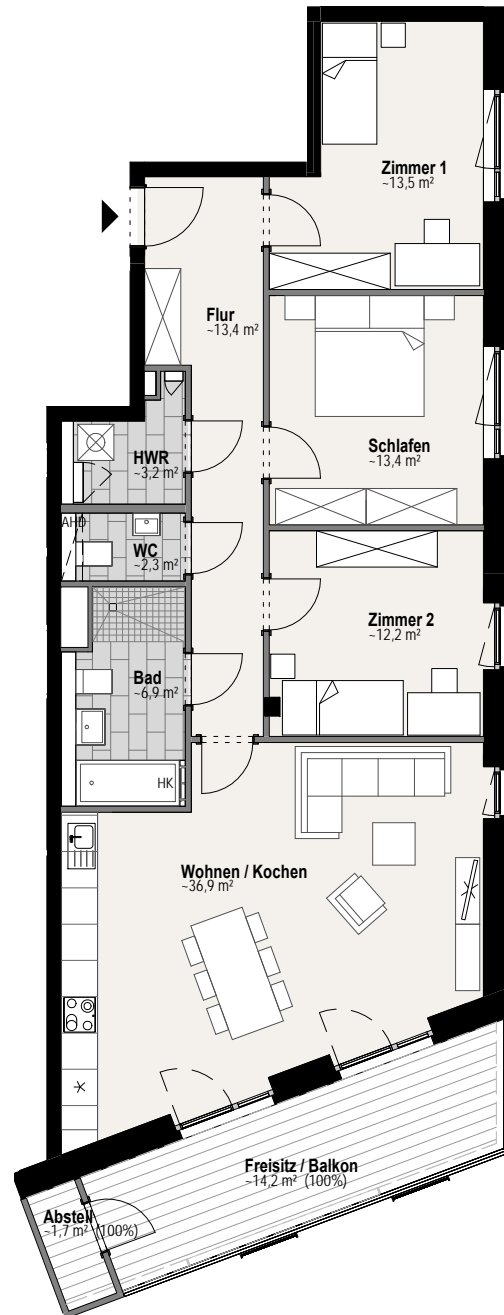 Zimmer 1
~13,5 m²
Flur
~13,4 m²
Schlafen
~13,4 m²
HWR
~3,2 m²
AHD
WC
~2,3 m²
Zimmer 2
~12,2 m²
Bad
~6,9 m²
HK
Wohnen / Kochen
~36,9 m²
Freisitz / Balkon
~14,2 m² (100%)
Abstell
~1,7 m² (100%)